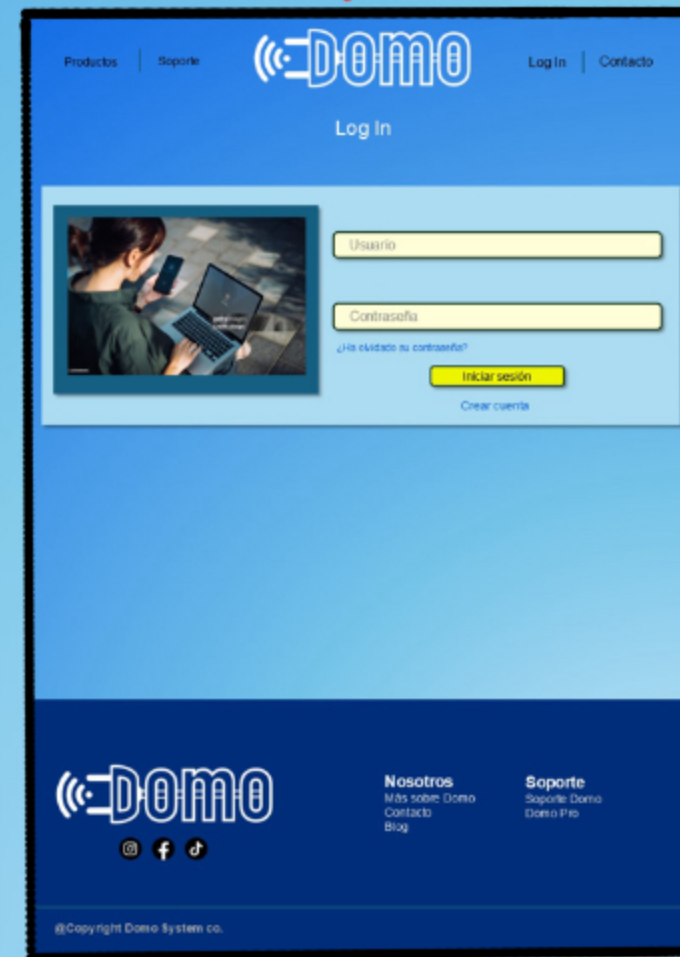 Productos
Soporte
Domo
Log In
Contacto
Log In
Usuario
Contraseña
¿Ha olvidado su contraseña?
Iniciar sesión
Crear cuenta
Domo
Nosotros
Más sobre Domo
Contacto
Blog
Soporte
Soporte Domo
Domo Pro
@Copyright Domo System co.